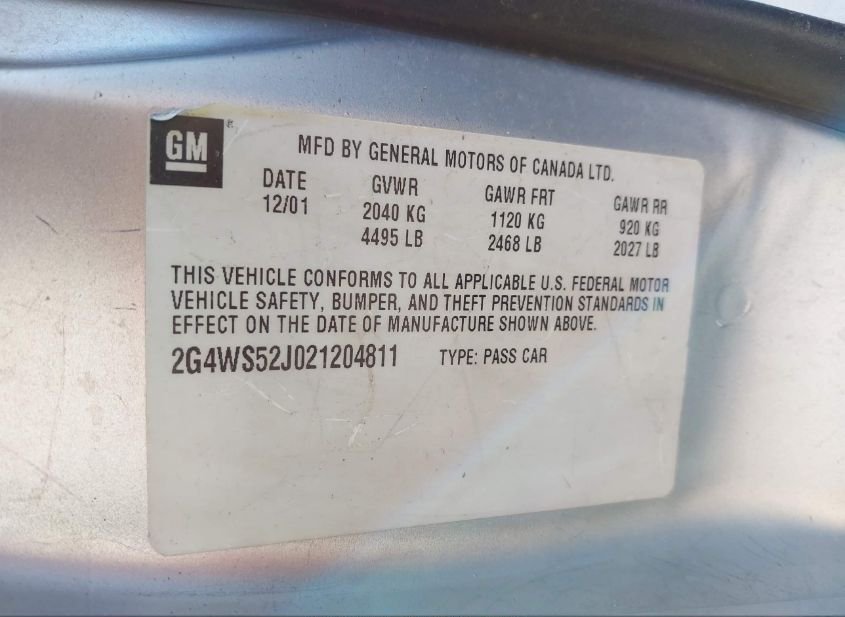 GM ®
MFD BY GENERAL MOTORS OF CANADA LTD.
DATE GVWR GAWR FRT GAWR RR
12/01 2040 KG 1120 KG 920 KG
4495 LB 2468 LB 2027 LB
THIS VEHICLE CONFORMS TO ALL APPLICABLE U.S. FEDERAL MOTOR
VEHICLE SAFETY, BUMPER, AND THEFT PREVENTION STANDARDS IN
EFFECT ON THE DATE OF MANUFACTURE SHOWN ABOVE.
2G4WS52J021204811 TYPE: PASS CAR